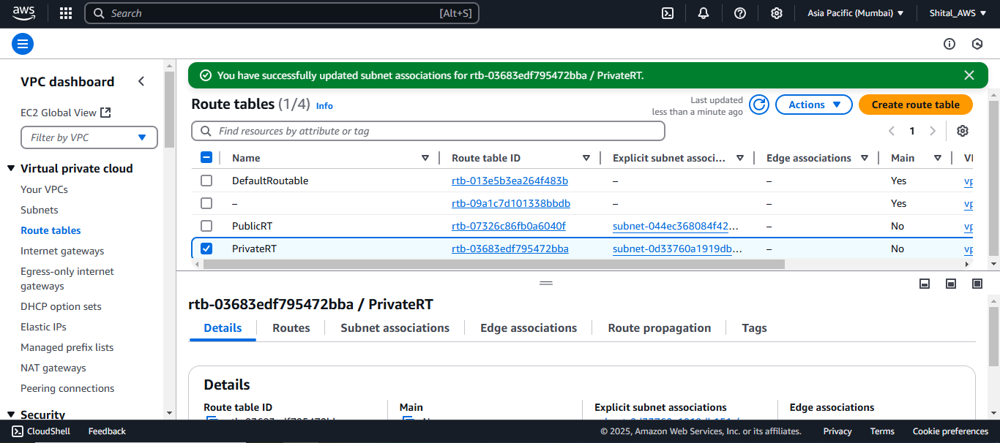 aws Search [Alt+S] Asia Pacific (Mumbai) Shital_AWS
VPC dashboard
EC2 Global View
Filter by VPC
Virtual private cloud
Your VPCs
Subnets
Route tables
Internet gateways
Egress-only internet
gateways
DHCP option sets
Elastic IPs
Managed prefix lists
NAT gateways
Peering connections
Security
You have successfully updated subnet associations for rtb-03683edf795472bba / PrivateRT.
Route tables (1/4) Info
Last updated
less than a minute ago
Actions
Create route table
Find resources by attribute or tag
1
Name Route table ID Explicit subnet associ... Edge associations Main
DefaultRoutable rtb-013e5b3ea264f483b – – Yes vp
– rtb-09a1c7d101338bbdb – – Yes vp
PublicRT rtb-07326c86fb0a6040f subnet-044ec368084f42... – No vp
PrivateRT rtb-03683edf795472bba subnet-0d33760a1919db... – No vp
rtb-03683edf795472bba / PrivateRT
Details Routes Subnet associations Edge associations Route propagation Tags
Details
Route table ID Main Explicit subnet associations Edge associations
CloudShell Feedback © 2025, Amazon Web Services, Inc. or its affiliates. Privacy Terms Cookie preferences